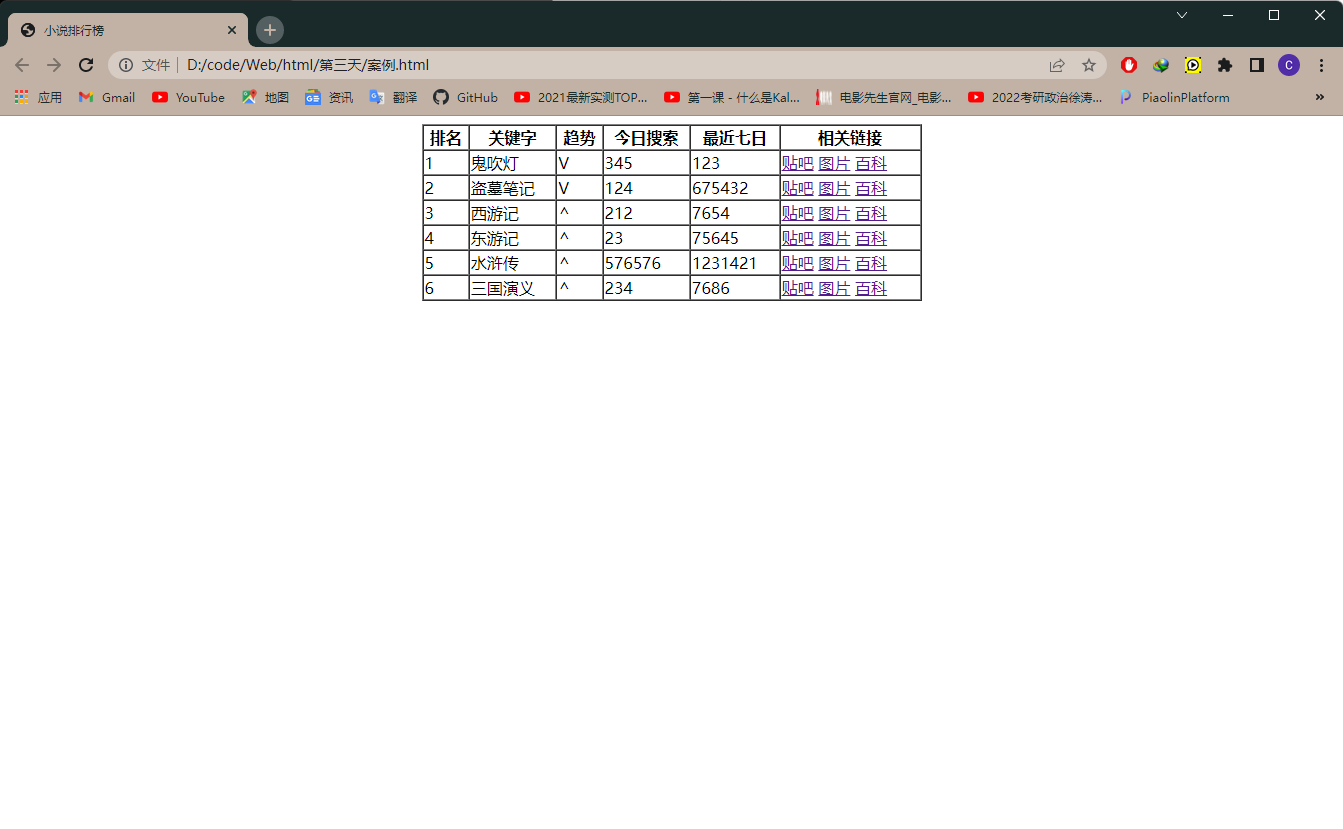 小说排行榜
文件 D:/code/Web/html/第三天/案例.html
C
应用 Gmail YouTube 地图 资讯 翻译 GitHub 2021最新实测TOP... 第一课 - 什么是Kal... 电影先生官网_电影... 2022考研政治徐涛... PiaolinPlatform »
排名 关键字 趋势 今日搜索 最近七日 相关链接
1 鬼吹灯 V 345 123 贴吧 图片 百科
2 盗墓笔记 V 124 675432 贴吧 图片 百科
3 西游记 ^ 212 7654 贴吧 图片 百科
4 东游记 ^ 23 75645 贴吧 图片 百科
5 水浒传 ^ 576576 1231421 贴吧 图片 百科
6 三国演义 ^ 234 7686 贴吧 图片 百科